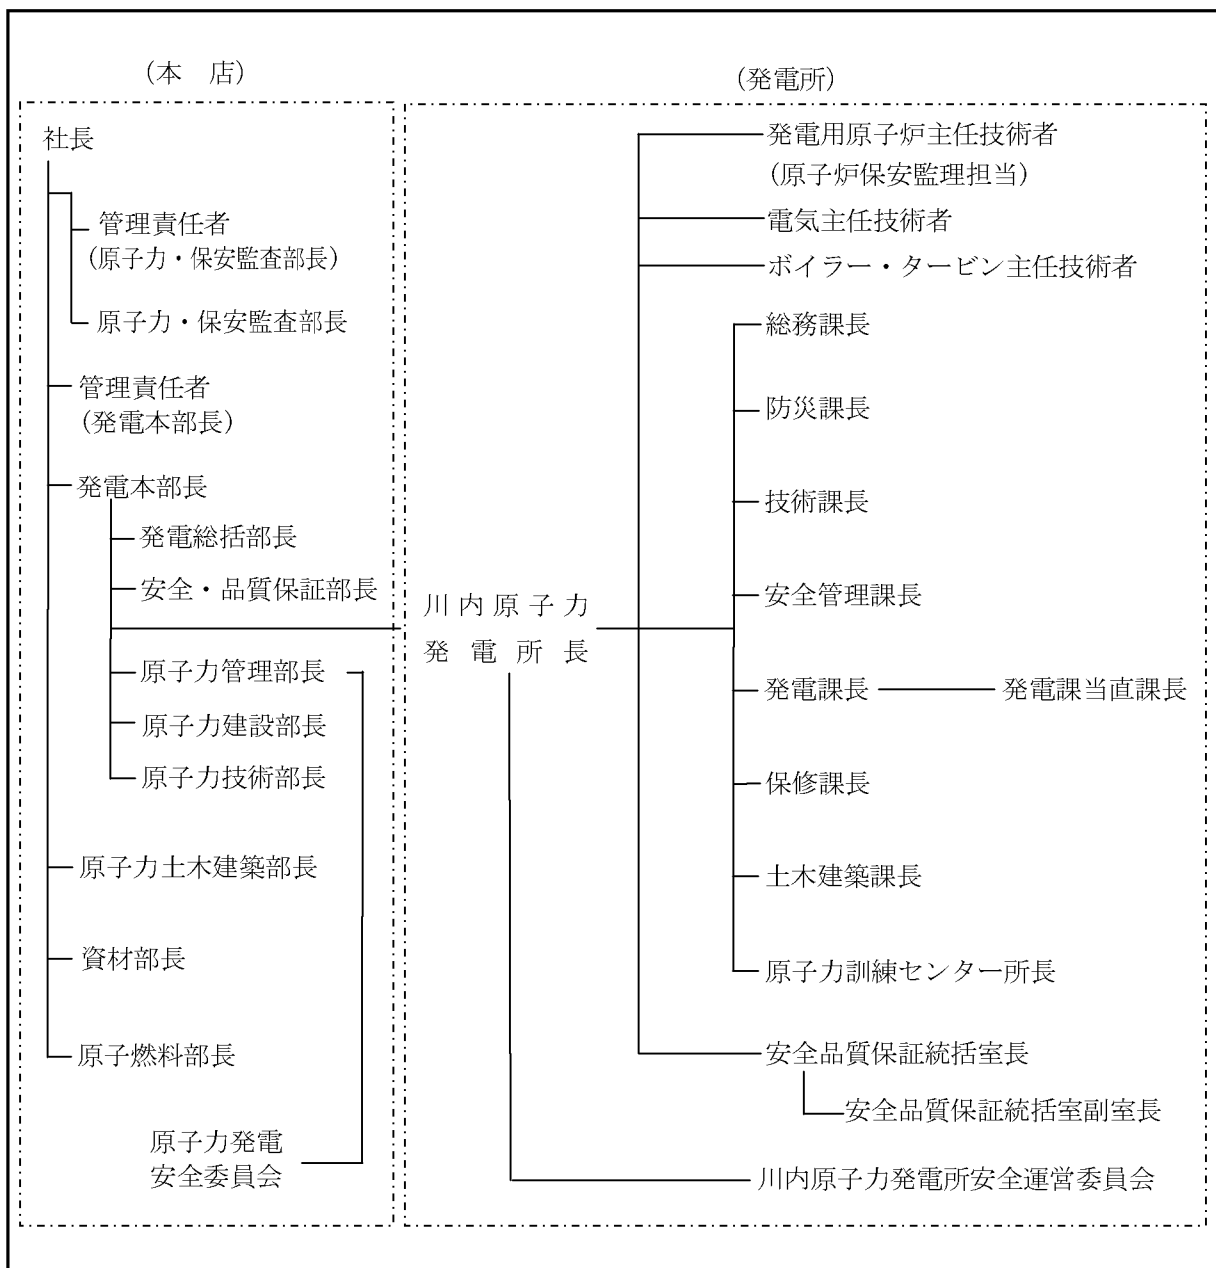 (本　店)
社長
管理責任者
(原子力・保安監査部長)
原子力・保安監査部長
管理責任者
(発電本部長)
発電本部長
発電総括部長
安全・品質保証部長
原子力管理部長
原子力建設部長
原子力技術部長
原子力土木建築部長
資材部長
原子燃料部長
原子力発電
安全委員会
(発電所)
川内原子力
発電所長
発電用原子炉主任技術者
(原子炉保安監理担当)
電気主任技術者
ボイラー・タービン主任技術者
総務課長
防災課長
技術課長
安全管理課長
発電課長
発電課当直課長
保修課長
土木建築課長
原子力訓練センター所長
安全品質保証統括室長
安全品質保証統括室副室長
川内原子力発電所安全運営委員会